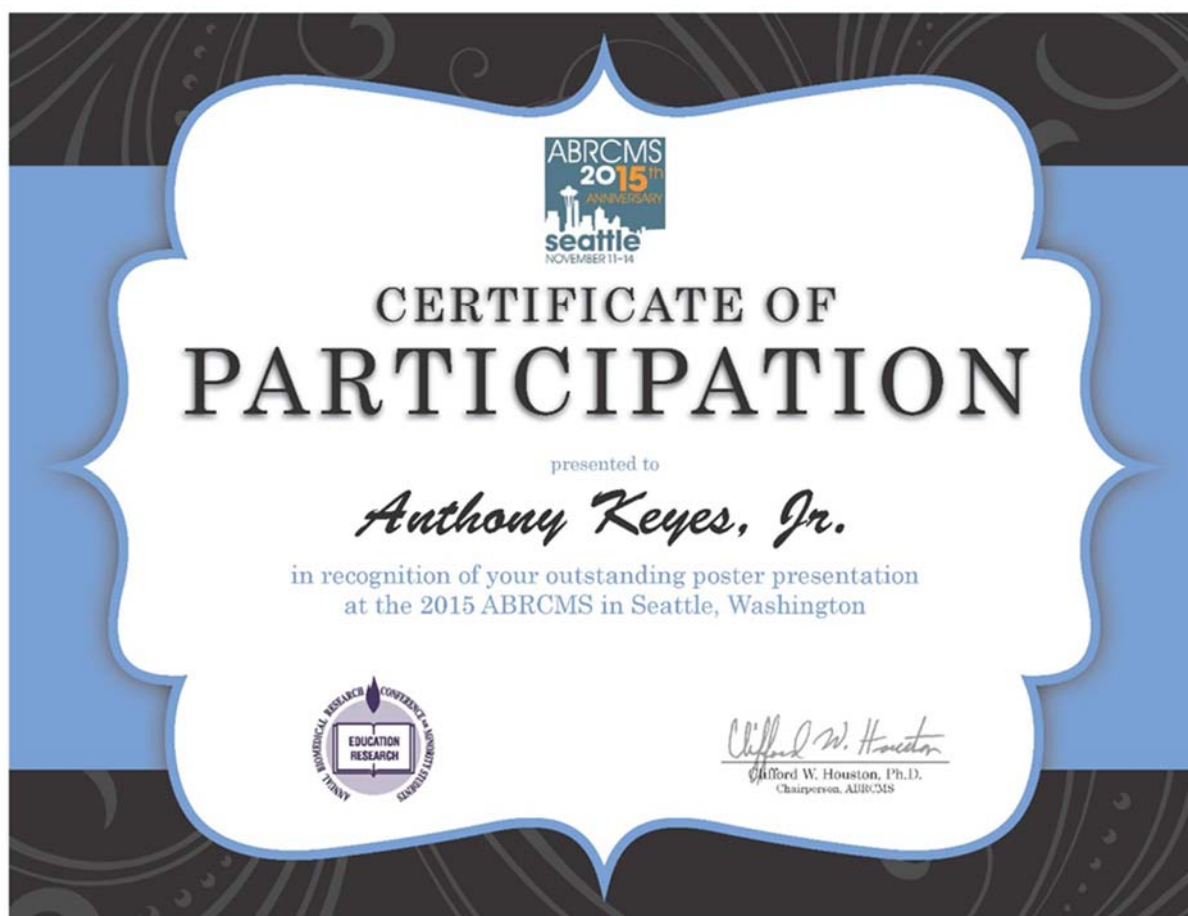 ABRCMS
2015th
ANNIVERSARY
seattle
NOVEMBER 11-14
CERTIFICATE OF
PARTICIPATION
presented to
Anthony Keyes, Jr.
in recognition of your outstanding poster presentation
at the 2015 ABRCMS in Seattle, Washington
ANNUAL BIOMEDICAL RESEARCH CONFERENCE for MINORITY STUDENTS
EDUCATION
RESEARCH
Clifford W. Houston
Clifford W. Houston, Ph.D.
Chairperson, ABRCMS